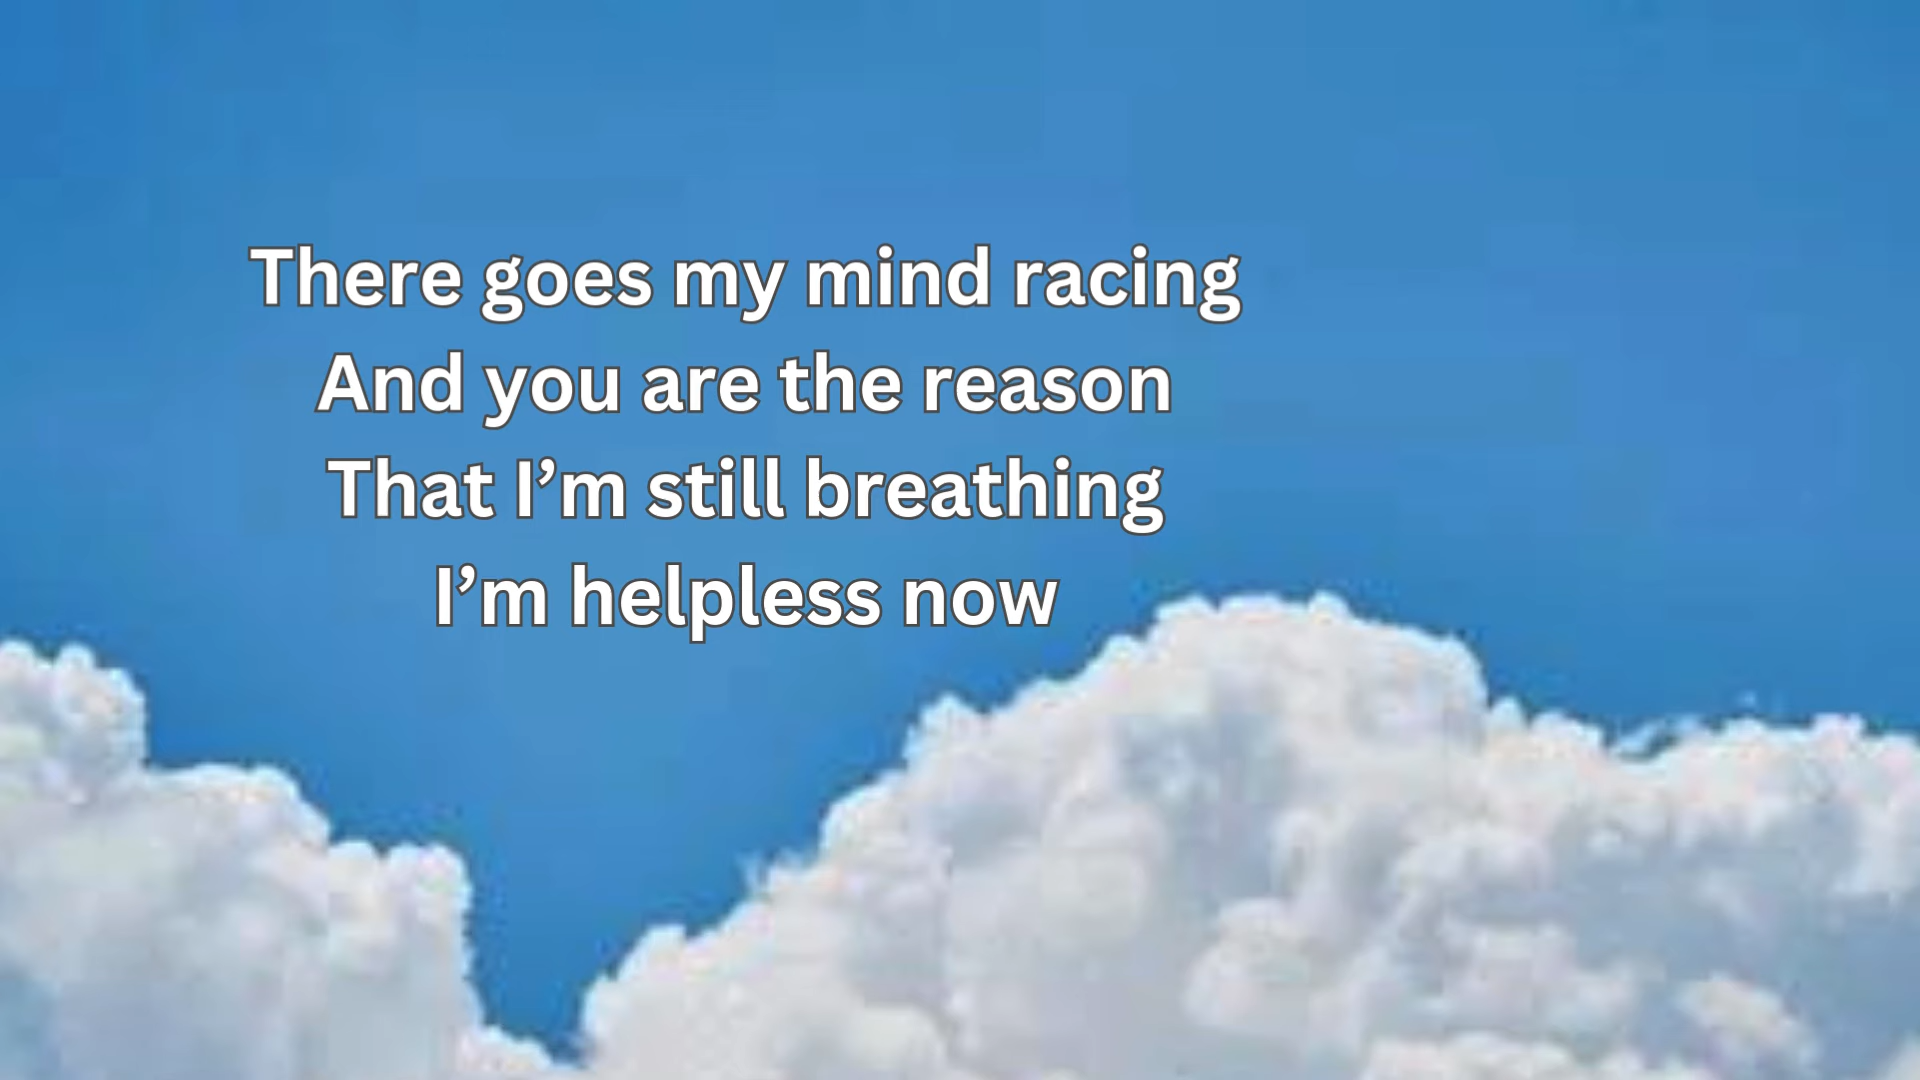 There goes my mind racing
And you are the reason
That I’m still breathing
I’m helpless now